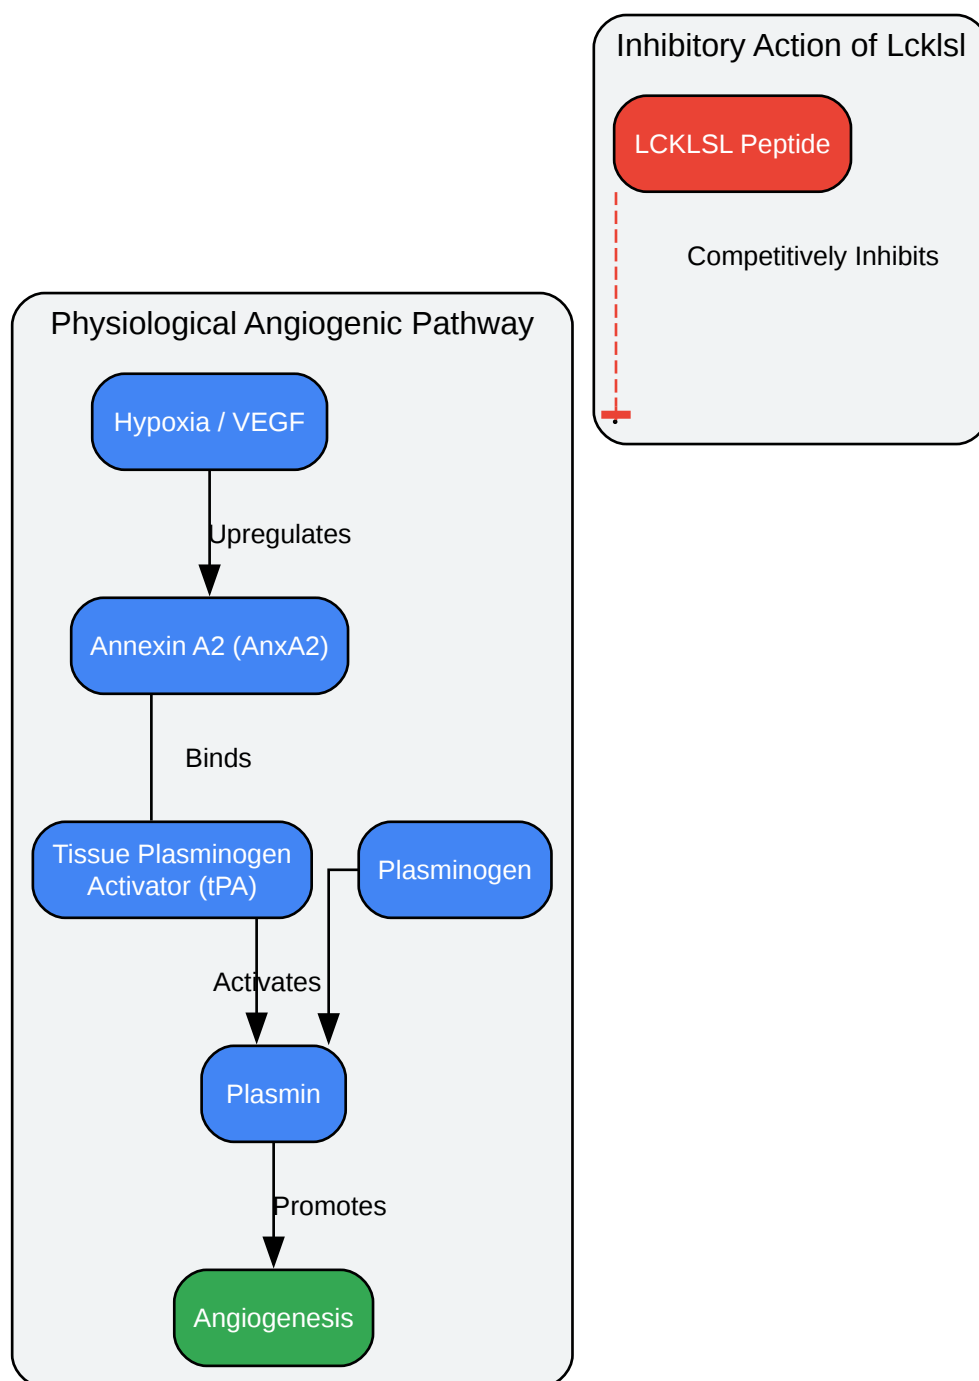 Inhibitory Action of Lcklsl
LCKLSL Peptide
Competitively Inhibits
Physiological Angiogenic Pathway
Hypoxia / VEGF
Upregulates
Annexin A2 (AnxA2)
Binds
Tissue Plasminogen
Activator (tPA)
Plasminogen
Activates
Plasmin
Promotes
Angiogenesis